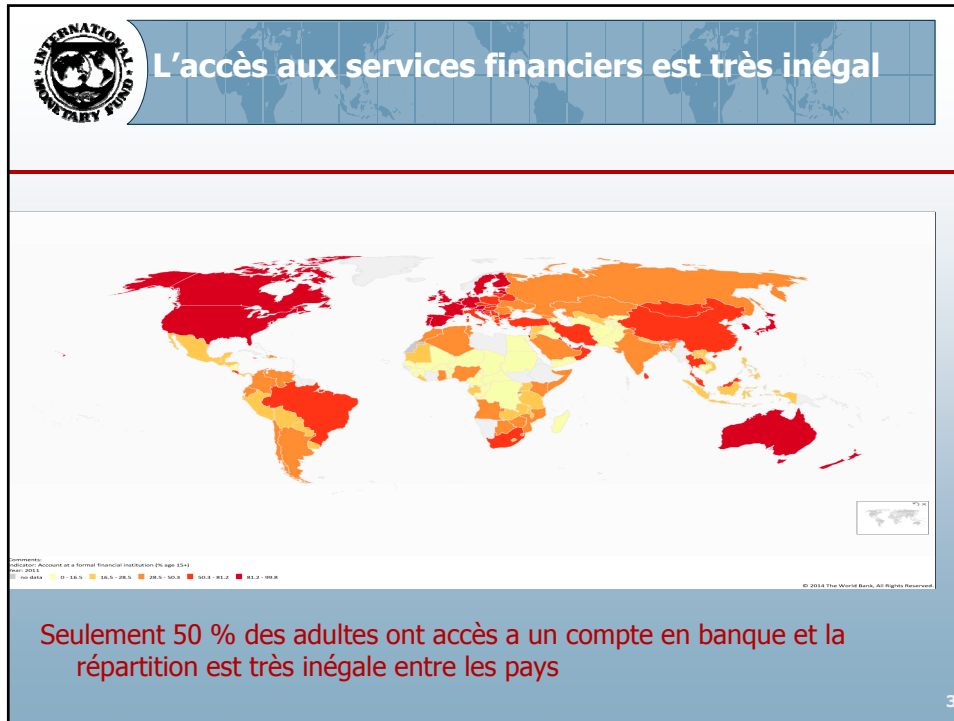 INTERNATIONAL MONETARY FUND
L'accès aux services financiers est très inégal
Comments:
Indicator: Account at a formal financial institution (% age 15+)
Year: 2011
no data 0 - 16.5 16.5 - 28.5 28.5 - 50.3 50.3 - 81.2 81.2 - 99.8
© 2014 The World Bank, All Rights Reserved.
Seulement 50 % des adultes ont accès a un compte en banque et la
répartition est très inégale entre les pays
3